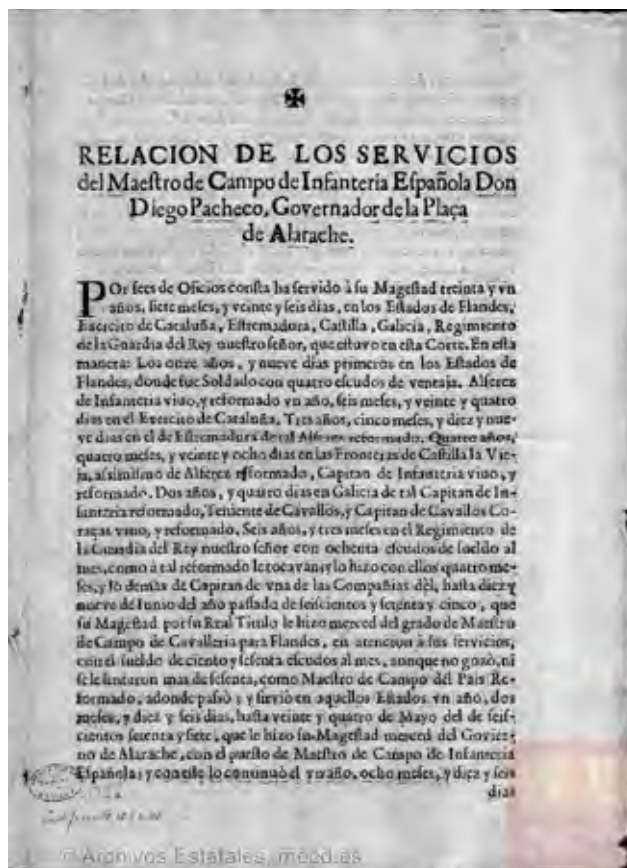 ✠
RELACION DE LOS SERVICIOS
del Maeſtro de Campo de Infanteria Eſpañola Don
Diego Pacheco, Governador de la Plaça
de Alarache.
POr fees de Oficios conſta ha ſervido à ſu Mageſtad treinta y vn
años, ſiete meſes, y veinte y ſeis dias, en los Eſtados de Flandes,
Exercito de Cataluña, Eſtremadura, Caſtilla, Galicia, Regimiento
de la Guardia del Rey nueſtro ſeñor, que eſtuvo en eſta Corte. En eſta
manera: Los onze años, y nueve dias primeros en los Eſtados de
Flandes, donde fue Soldado con quatro eſcudos de ventaja. Alferez
de Infanteria viuo, y reformado vn año, ſeis meſes, y veinte y quatro
dias en el Exercito de Cataluña. Tres años, cinco meſes, y diez y nue-
ve dias en el de Eſtremadura de tal Alferez reformado. Quatro años,
quatro meſes, y veinte y ocho dias en las Fronteras de Caſtilla la Vie-
ja, aſsimiſmo de Alferez reformado, Capitan de Infanteria viuo, y
reformado. Dos años, y quatro dias en Galicia de tal Capitan de In-
fanteria reformado, Teniente de Cavallos, y Capitan de Cavallos Co-
raças viuo, y reformado. Seis años, y tres meſes en el Regimiento de
la Guardia del Rey nueſtro ſeñor con ochenta eſcudos de ſueldo al
mes, como à tal reformado le tocavan; y lo hizo con ellos quatro me-
ſes, y lo demàs de Capitan de vna de las Compañias dèl, haſta diez y
nueve de Iunio del año paſſado de ſeiſcientos y ſetenta y cinco, que
ſu Mageſtad por ſu Real Titulo le hizo merced del grado de Maeſtro
de Campo de Cavalleria para Flandes, en atencion à ſus ſervicios,
con el ſueldo de ciento y ſeſenta eſcudos al mes, aunque no gozò, ni
ſe le ſentaron mas de ſeſenta, como Maeſtro de Campo del Pais Re-
formado, adonde paſsò; y ſirviò en aquellos Eſtados vn año, dos
meſes, y diez y ſeis dias, haſta veinte y quatro de Mayo del de ſeiſ-
cientos ſetenta y ſiete, que le hizo ſu Mageſtad merced del Govier-
no de Alarache, con el pueſto de Maeſtro de Campo de Infanteria
Eſpañola; y con eſte lo continuò el vn año, ocho meſes, y diez y ſeis
dias
© Archivos Estatales, mecd.es